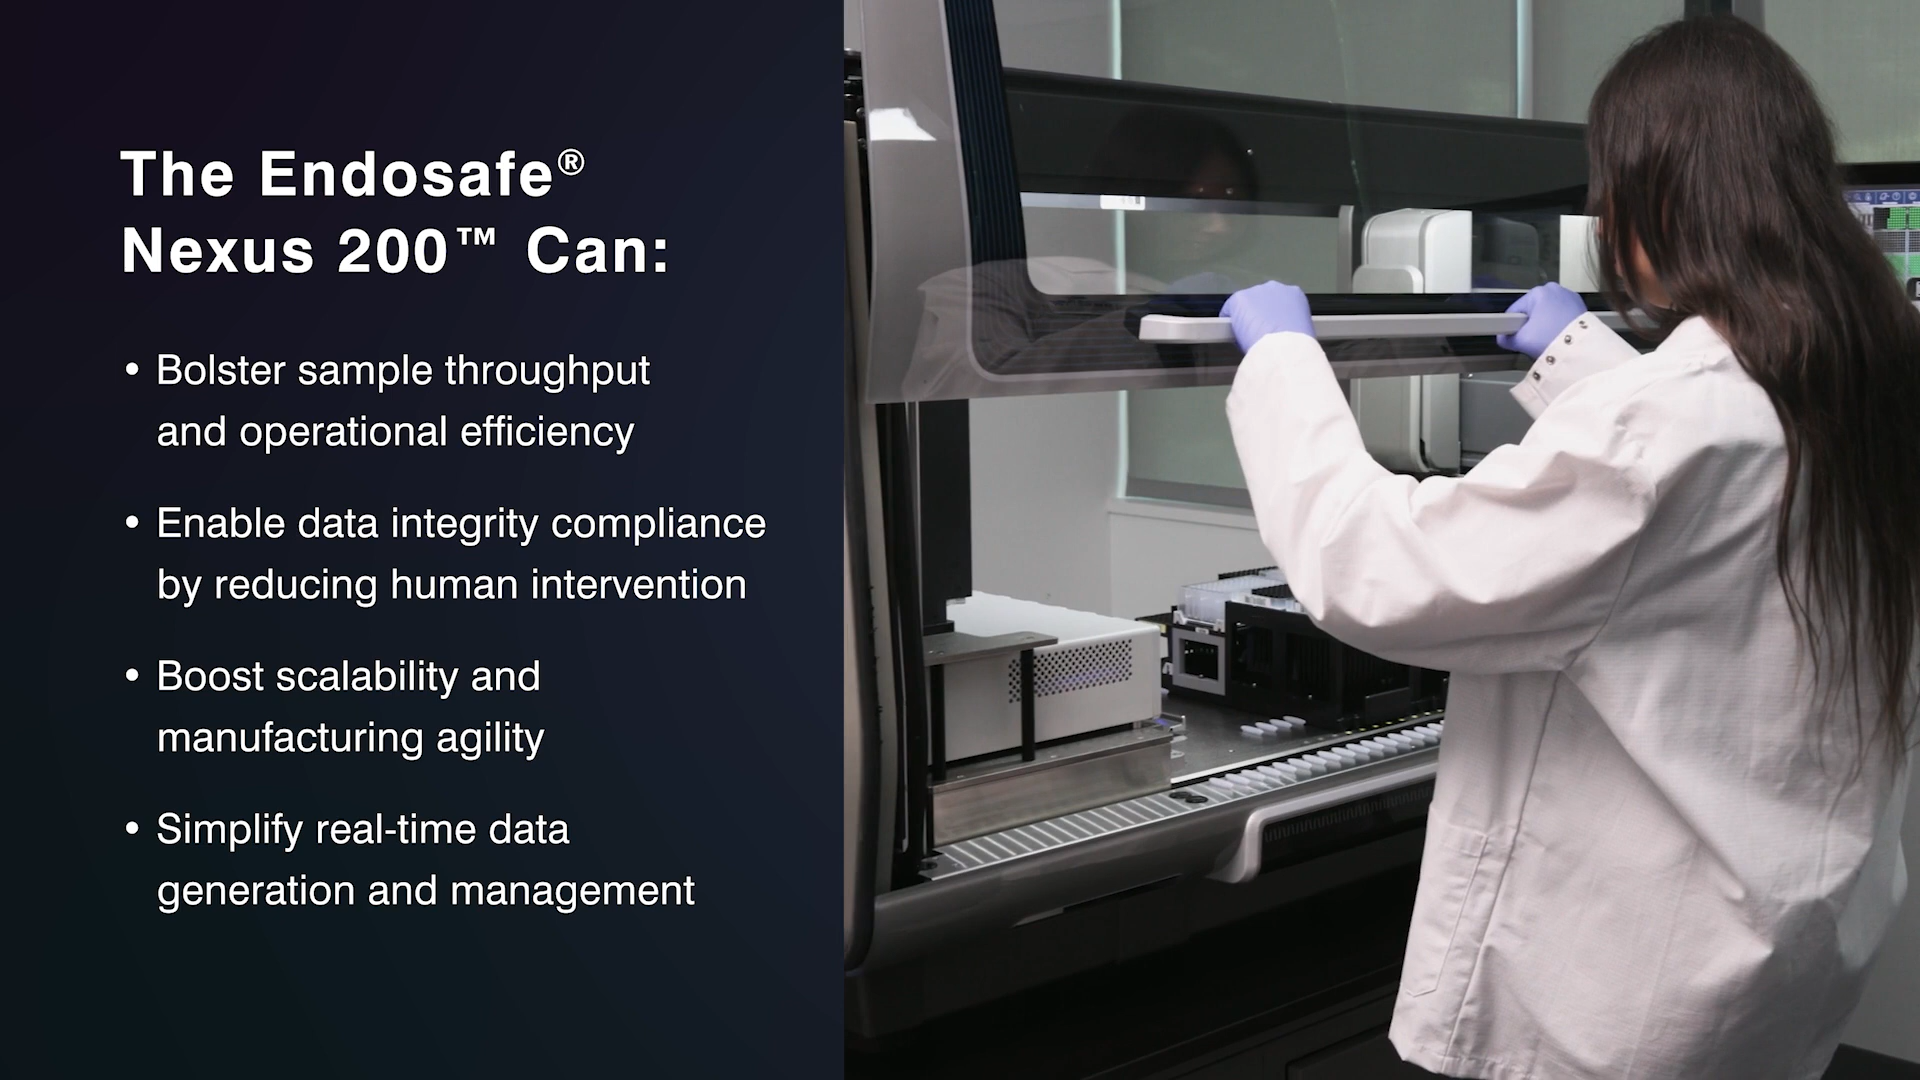 The Endosafe®
Nexus 200™ Can:
• Bolster sample throughput
and operational efficiency
• Enable data integrity compliance
by reducing human intervention
• Boost scalability and
manufacturing agility
• Simplify real-time data
generation and management